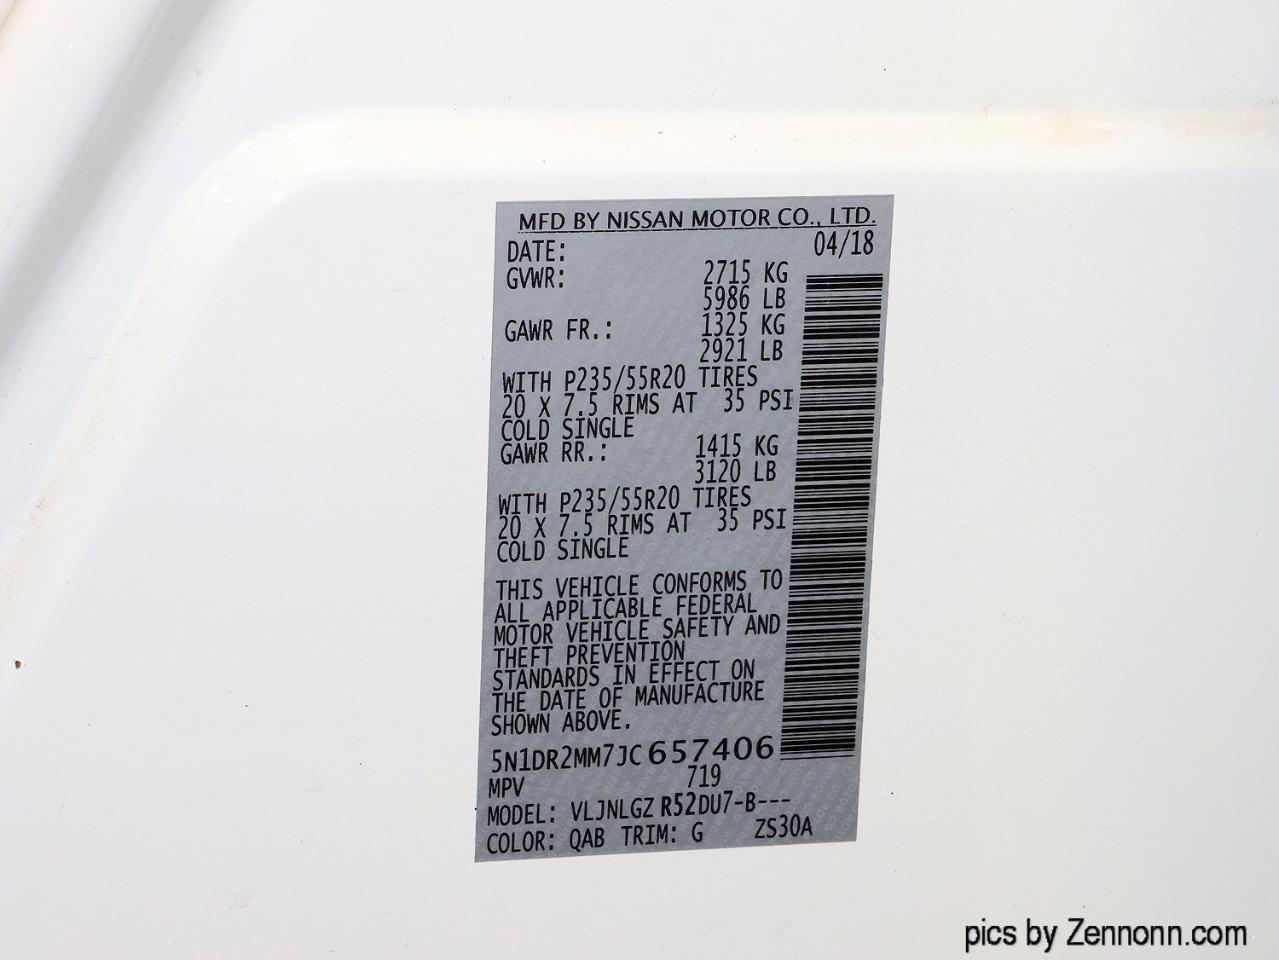 MFD BY NISSAN MOTOR CO., LTD.
DATE: 04/18
GVWR: 2715 KG
5986 LB
GAWR FR.: 1325 KG
2921 LB
WITH P235/55R20 TIRES
20 X 7.5 RIMS AT 35 PSI
COLD SINGLE
GAWR RR.: 1415 KG
3120 LB
WITH P235/55R20 TIRES
20 X 7.5 RIMS AT 35 PSI
COLD SINGLE
THIS VEHICLE CONFORMS TO
ALL APPLICABLE FEDERAL
MOTOR VEHICLE SAFETY AND
THEFT PREVENTION
STANDARDS IN EFFECT ON
THE DATE OF MANUFACTURE
SHOWN ABOVE.
5N1DR2MM7JC657406
MPV 719
MODEL: VLJNLGZ R52DU7-B---
COLOR: QAB TRIM: G ZS30A
pics by Zennonn.com